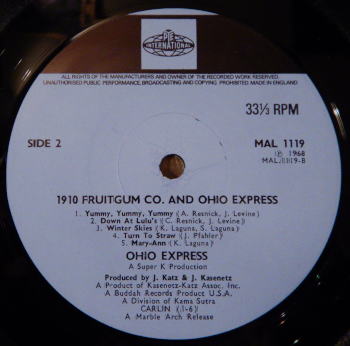 PYE
INTERNATIONAL
ALL RIGHTS OF THE MANUFACTURERS AND OWNER OF THE RECORDED WORK RESERVED.
UNAUTHORISED PUBLIC PERFORMANCE, BROADCASTING AND COPYING PROHIBITED. MADE IN ENGLAND
33⅓ RPM
SIDE 2
MAL 1119
Ⓟ 1968
MAL.1119-B
1910 FRUITGUM CO. AND OHIO EXPRESS
1. Yummy, Yummy, Yummy (A. Resnick, J. Levine)
2. Down At Lulu's (C. Resnick, J. Levine)
3. Winter Skies (K. Laguna, S. Laguna)
4. Turn To Straw (J. Pfahler)
5. Mary-Ann (K. Laguna)
OHIO EXPRESS
A Super K Production
Produced by J. Katz & J. Kasenetz
A Product of Kasenetz-Katz Assoc. Inc.
A Buddah Records Product U.S.A.
A Division of Kama Sutra
CARLIN (1-6)
A Marble Arch Release